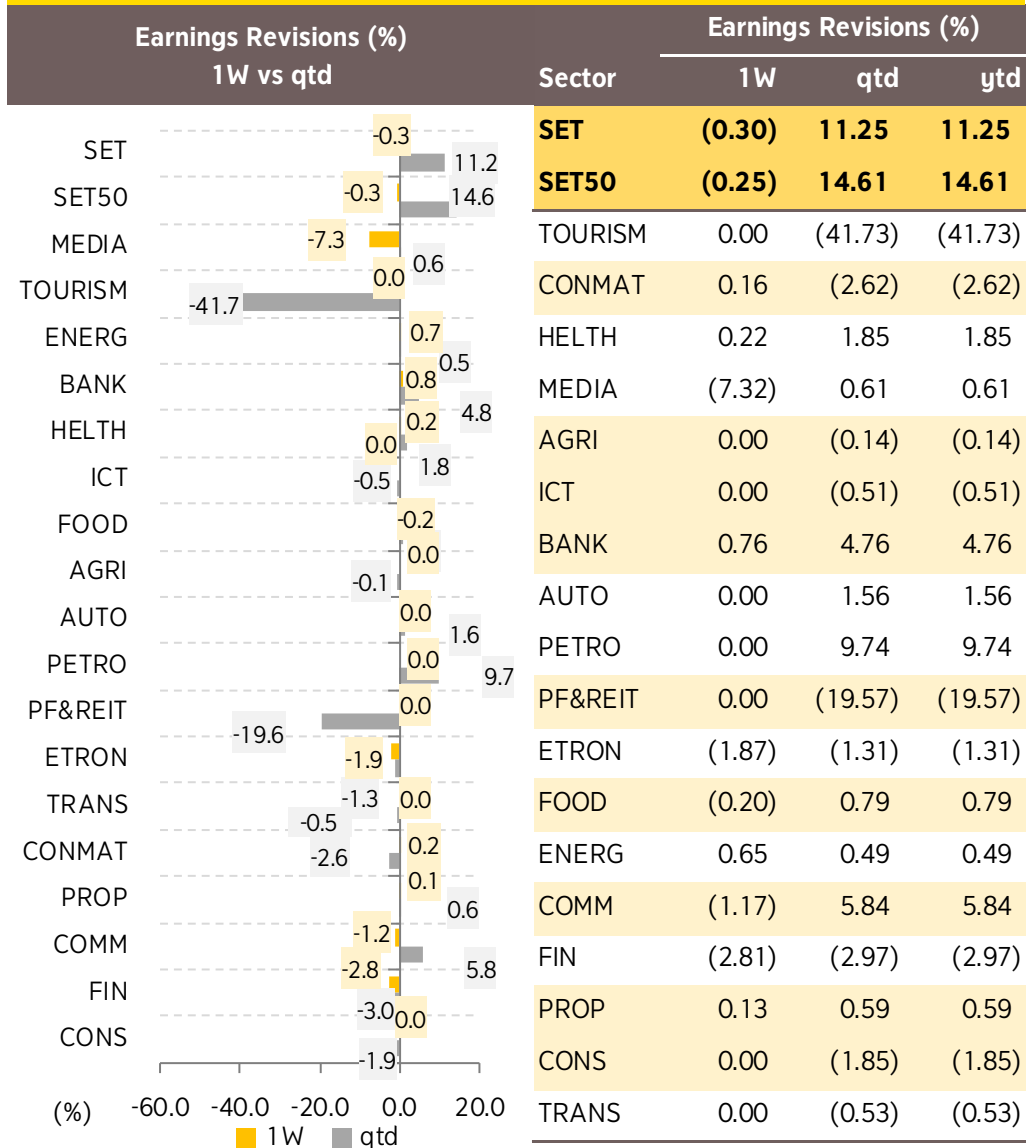 Earnings Revisions (%)
1W vs qtd
SET
-0.3
11.2
SET50
-0.3
14.6
MEDIA
-7.3
0.6
TOURISM
0.0
-41.7
ENERG
0.7
0.5
BANK
0.8
4.8
HELTH
0.2
1.8
ICT
0.0
-0.5
FOOD
-0.2
AGRI
0.0
-0.1
AUTO
0.0
1.6
PETRO
0.0
9.7
PF&REIT
0.0
-19.6
ETRON
-1.9
-1.3
TRANS
0.0
-0.5
CONMAT
0.2
-2.6
PROP
0.1
0.6
COMM
-1.2
5.8
FIN
-2.8
-3.0
CONS
0.0
-1.9
(%) -60.0 -40.0 -20.0 0.0 20.0
1W qtd
Earnings Revisions (%)
Sector 1W qtd ytd
SET (0.30) 11.25 11.25
SET50 (0.25) 14.61 14.61
TOURISM 0.00 (41.73) (41.73)
CONMAT 0.16 (2.62) (2.62)
HELTH 0.22 1.85 1.85
MEDIA (7.32) 0.61 0.61
AGRI 0.00 (0.14) (0.14)
ICT 0.00 (0.51) (0.51)
BANK 0.76 4.76 4.76
AUTO 0.00 1.56 1.56
PETRO 0.00 9.74 9.74
PF&REIT 0.00 (19.57) (19.57)
ETRON (1.87) (1.31) (1.31)
FOOD (0.20) 0.79 0.79
ENERG 0.65 0.49 0.49
COMM (1.17) 5.84 5.84
FIN (2.81) (2.97) (2.97)
PROP 0.13 0.59 0.59
CONS 0.00 (1.85) (1.85)
TRANS 0.00 (0.53) (0.53)